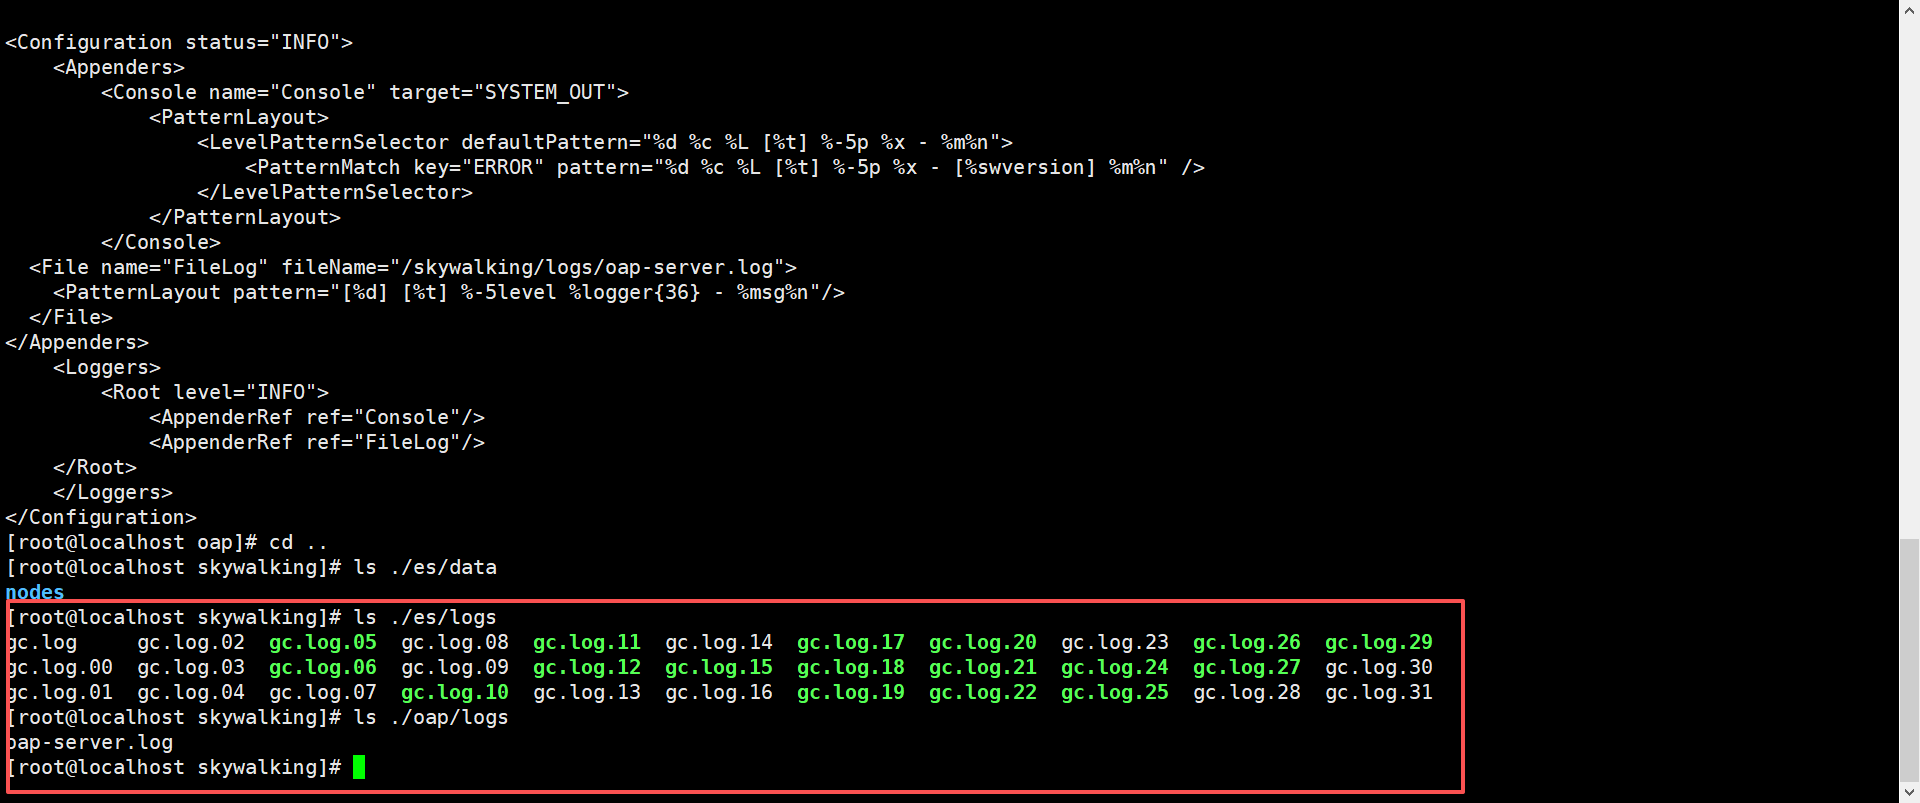 <Configuration status="INFO">
    <Appenders>
        <Console name="Console" target="SYSTEM_OUT">
            <PatternLayout>
                <LevelPatternSelector defaultPattern="%d %c %L [%t] %-5p %x - %m%n">
                    <PatternMatch key="ERROR" pattern="%d %c %L [%t] %-5p %x - [%swversion] %m%n" />
                </LevelPatternSelector>
            </PatternLayout>
        </Console>
  <File name="FileLog" fileName="/skywalking/logs/oap-server.log">
    <PatternLayout pattern="[%d] [%t] %-5level %logger{36} - %msg%n"/>
  </File>
</Appenders>
    <Loggers>
        <Root level="INFO">
            <AppenderRef ref="Console"/>
            <AppenderRef ref="FileLog"/>
    </Root>
    </Loggers>
</Configuration>
[root@localhost oap]# cd ..
[root@localhost skywalking]# ls ./es/data
nodes
[root@localhost skywalking]# ls ./es/logs
gc.log     gc.log.02  gc.log.05  gc.log.08  gc.log.11  gc.log.14  gc.log.17  gc.log.20  gc.log.23  gc.log.26  gc.log.29
gc.log.00  gc.log.03  gc.log.06  gc.log.09  gc.log.12  gc.log.15  gc.log.18  gc.log.21  gc.log.24  gc.log.27  gc.log.30
gc.log.01  gc.log.04  gc.log.07  gc.log.10  gc.log.13  gc.log.16  gc.log.19  gc.log.22  gc.log.25  gc.log.28  gc.log.31
[root@localhost skywalking]# ls ./oap/logs
oap-server.log
[root@localhost skywalking]#